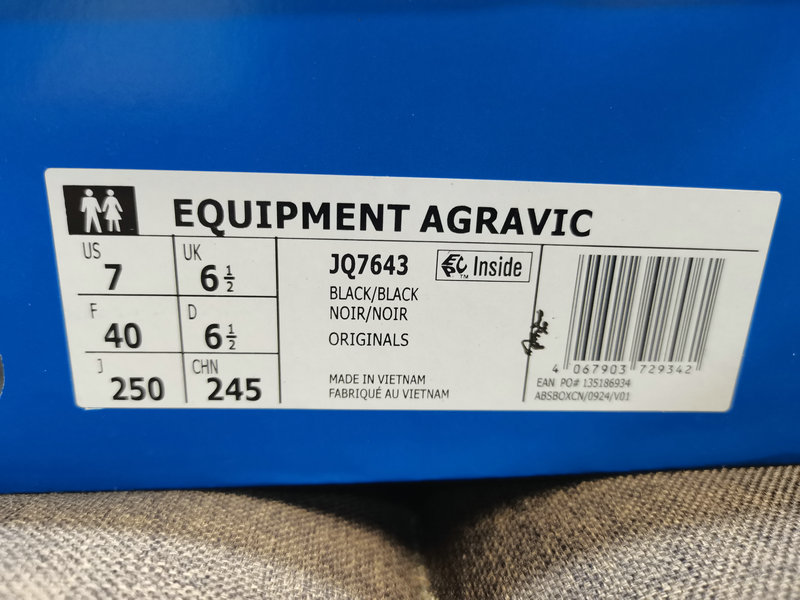 EQUIPMENT AGRAVIC
US
7
UK
6 1/2
F
40
D
6 1/2
J
250
CHN
245
JQ7643
Inside
TM
BLACK/BLACK
NOIR/NOIR
ORIGINALS
MADE IN VIETNAM
FABRIQUÉ AU VIETNAM
4 067903 729342
EAN PO# 135186934
ABSBOXCN/0924/V01